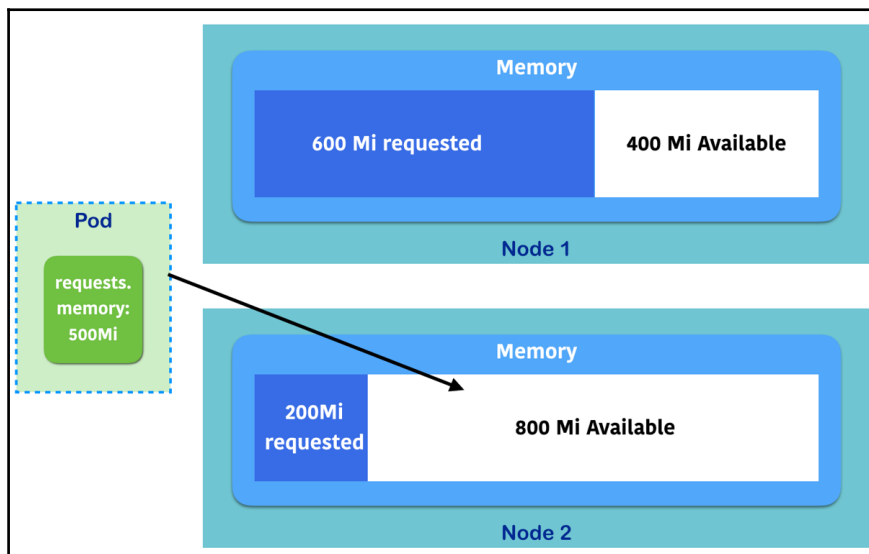 Memory
600 Mi requested
400 Mi Available
Node 1
Pod
requests.
memory:
500Mi
Memory
200Mi
requested
800 Mi Available
Node 2